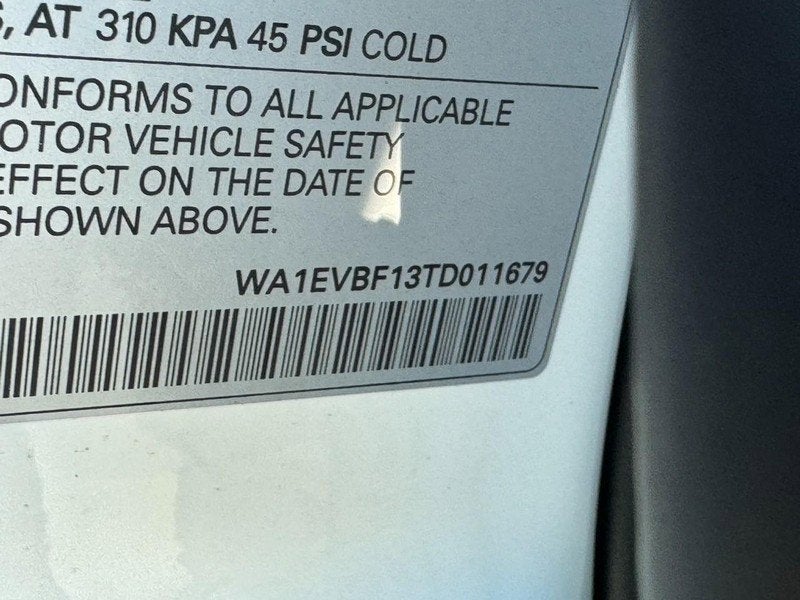 , AT 310 KPA 45 PSI COLD
ONFORMS TO ALL APPLICABLE
OTOR VEHICLE SAFETY
EFFECT ON THE DATE OF
SHOWN ABOVE.
WA1EVBF13TD011679